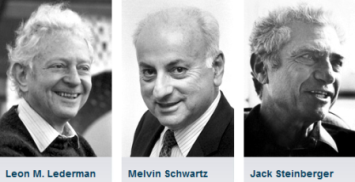 Leon M. Lederman
Melvin Schwartz
Jack Steinberger